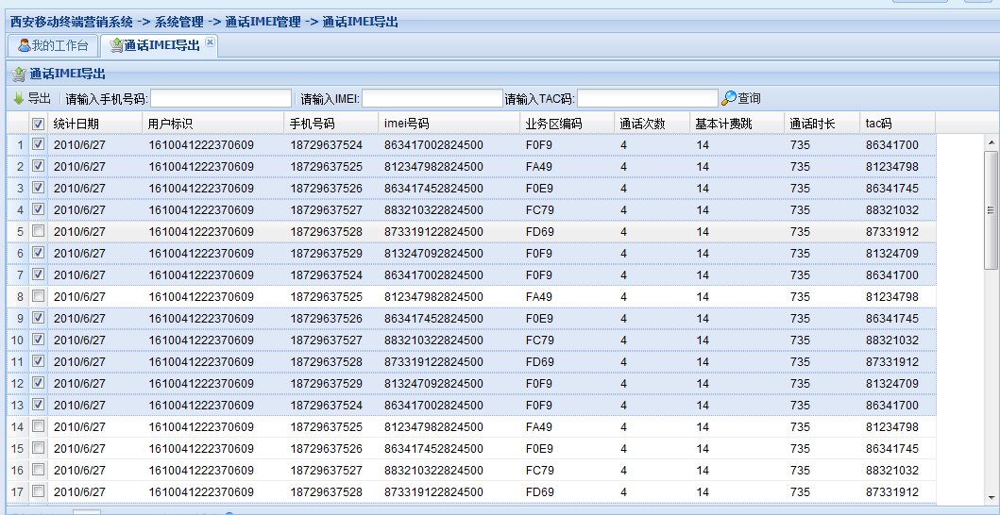 西安移动终端营销系统 -> 系统管理 -> 通话IMEI管理 -> 通话IMEI导出
我的工作台 通话IMEI导出
通话IMEI导出
导出 请输入手机号码: 请输入IMEI: 请输入TAC码: 查询
统计日期 用户标识 手机号码 imei号码 业务区编码 通话次数 基本计费跳 通话时长 tac码
1 2010/6/27 1610041222370609 18729637524 863417002824500 F0F9 4 14 735 86341700
2 2010/6/27 1610041222370609 18729637525 812347982824500 FA49 4 14 735 81234798
3 2010/6/27 1610041222370609 18729637526 863417452824500 F0E9 4 14 735 86341745
4 2010/6/27 1610041222370609 18729637527 883210322824500 FC79 4 14 735 88321032
5 2010/6/27 1610041222370609 18729637528 873319122824500 FD69 4 14 735 87331912
6 2010/6/27 1610041222370609 18729637529 813247092824500 F0F9 4 14 735 81324709
7 2010/6/27 1610041222370609 18729637524 863417002824500 F0F9 4 14 735 86341700
8 2010/6/27 1610041222370609 18729637525 812347982824500 FA49 4 14 735 81234798
9 2010/6/27 1610041222370609 18729637526 863417452824500 F0E9 4 14 735 86341745
10 2010/6/27 1610041222370609 18729637527 883210322824500 FC79 4 14 735 88321032
11 2010/6/27 1610041222370609 18729637528 873319122824500 FD69 4 14 735 87331912
12 2010/6/27 1610041222370609 18729637529 813247092824500 F0F9 4 14 735 81324709
13 2010/6/27 1610041222370609 18729637524 863417002824500 F0F9 4 14 735 86341700
14 2010/6/27 1610041222370609 18729637525 812347982824500 FA49 4 14 735 81234798
15 2010/6/27 1610041222370609 18729637526 863417452824500 F0E9 4 14 735 86341745
16 2010/6/27 1610041222370609 18729637527 883210322824500 FC79 4 14 735 88321032
17 2010/6/27 1610041222370609 18729637528 873319122824500 FD69 4 14 735 87331912